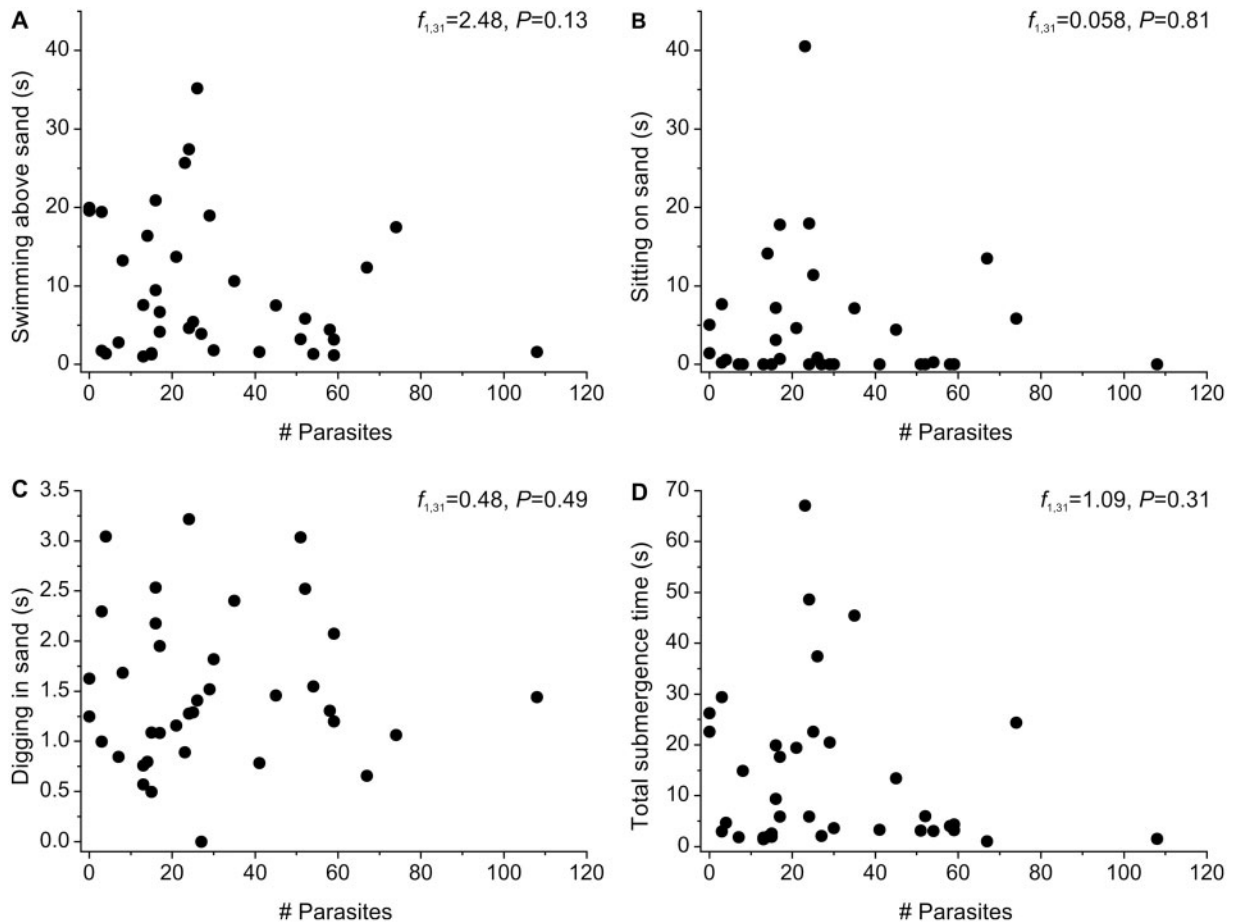 A
f1,31=2.48, P=0.13
40
30
20
10
0
Swimming above sand (s)
0 20 40 60 80 100 120
# Parasites
B
f1,31=0.058, P=0.81
40
30
20
10
0
Sitting on sand (s)
0 20 40 60 80 100 120
# Parasites
C
f1,31=0.48, P=0.49
3.5
3.0
2.5
2.0
1.5
1.0
0.5
0.0
Digging in sand (s)
0 20 40 60 80 100 120
# Parasites
D
f1,31=1.09, P=0.31
70
60
50
40
30
20
10
0
Total submergence time (s)
0 20 40 60 80 100 120
# Parasites